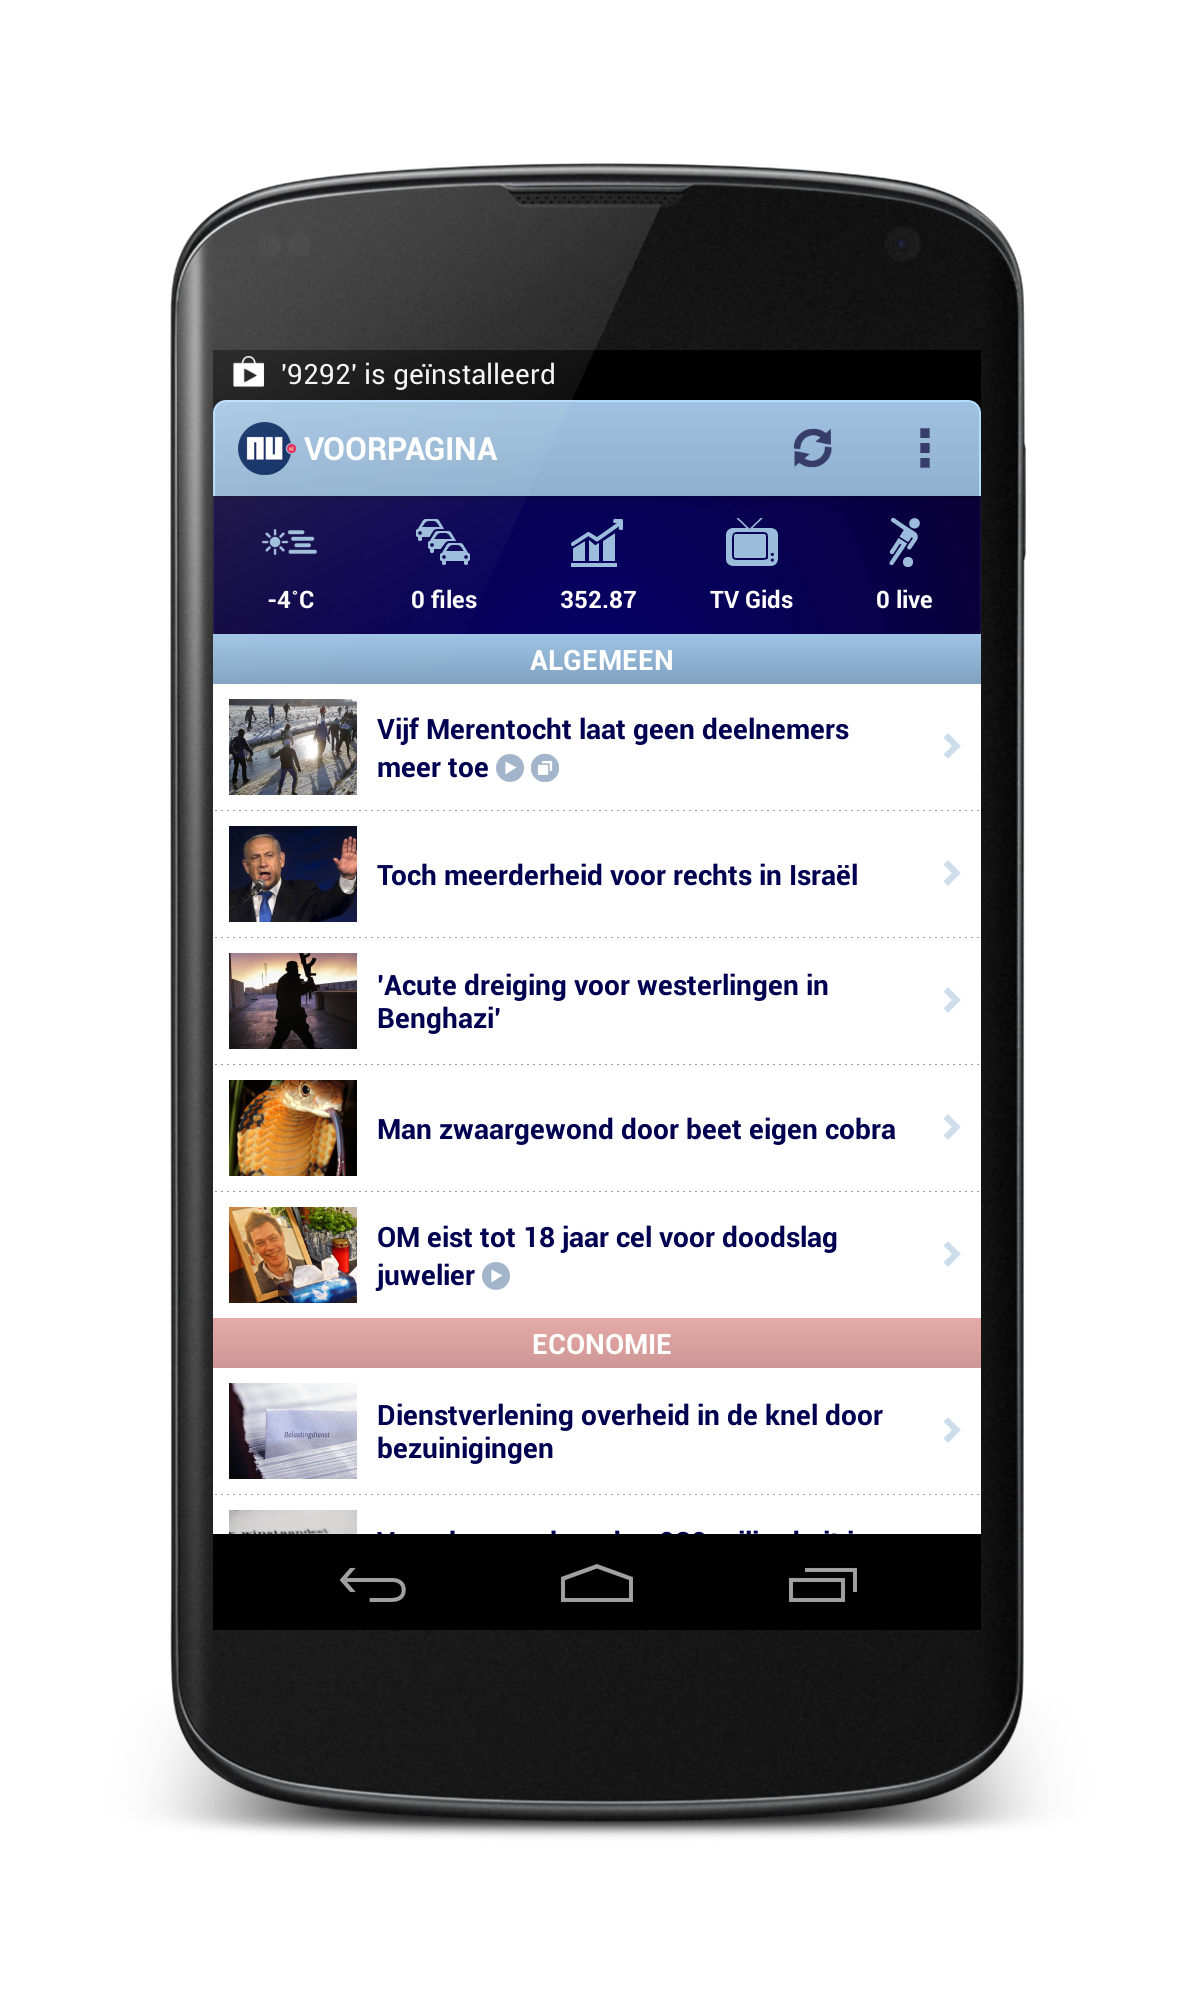 '9292' is geïnstalleerd
nu VOORPAGINA
-4°C 0 files 352.87 TV Gids 0 live
ALGEMEEN
Vijf Merentocht laat geen deelnemers
meer toe
Toch meerderheid voor rechts in Israël
'Acute dreiging voor westerlingen in
Benghazi'
Man zwaargewond door beet eigen cobra
OM eist tot 18 jaar cel voor doodslag
juwelier
ECONOMIE
Dienstverlening overheid in de knel door
bezuinigingen
Belastingdienst